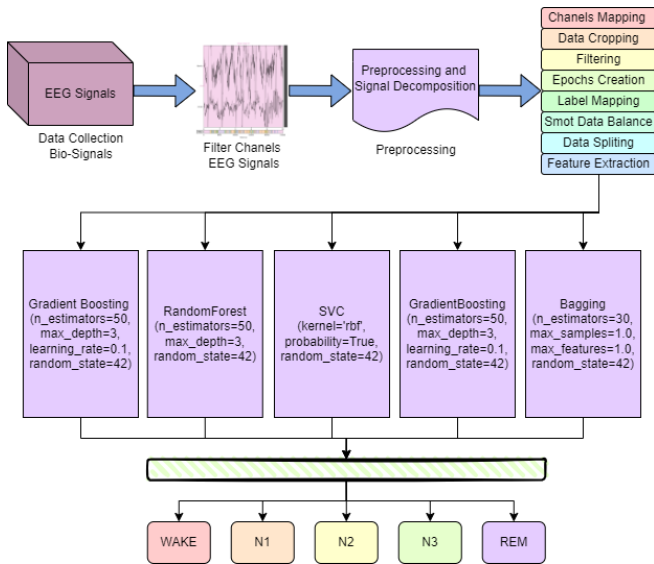 EEG Signals
Data Collection
Bio-Signals
Filter Chanels
EEG Signals
Preprocessing and
Signal Decomposition
Preprocessing
Chanels Mapping
Data Cropping
Filtering
Epochs Creation
Label Mapping
Smot Data Balance
Data Spliting
Feature Extraction
Gradient Boosting
(n_estimators=50,
max_depth=3,
learning_rate=0.1,
random_state=42)
RandomForest
(n_estimators=50,
max_depth=3,
random_state=42)
SVC
(kernel='rbf',
probability=True,
random_state=42)
GradientBoosting
(n_estimators=50,
max_depth=3,
learning_rate=0.1,
random_state=42)
Bagging
(n_estimators=30,
max_samples=1.0,
max_features=1.0,
random_state=42)
WAKE
N1
N2
N3
REM